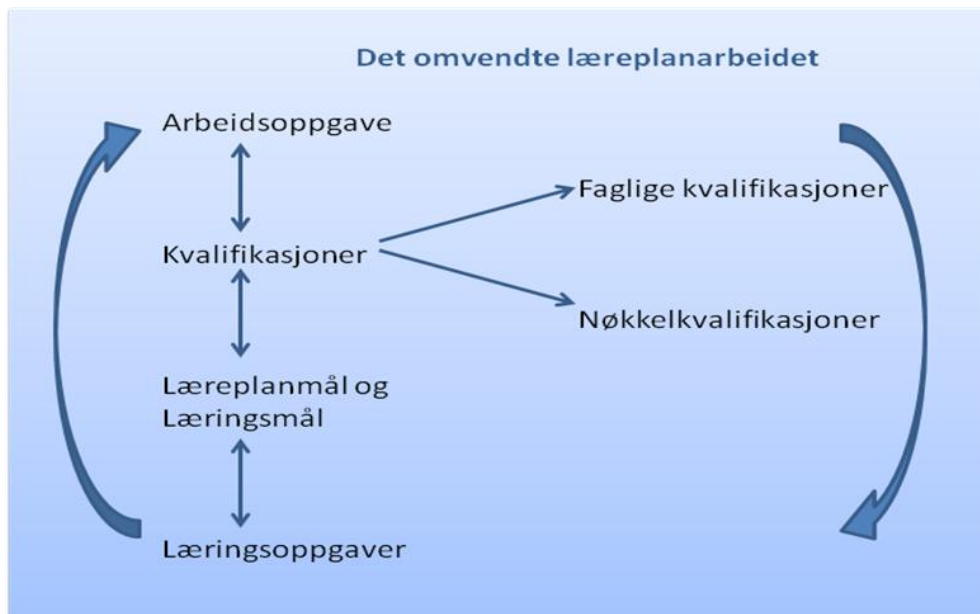 Det omvendte læreplanarbeidet
Arbeidsoppgave
Faglige kvalifikasjoner
Kvalifikasjoner
Nøkkelkvalifikasjoner
Læreplanmål og
Læringsmål
Læringsoppgaver